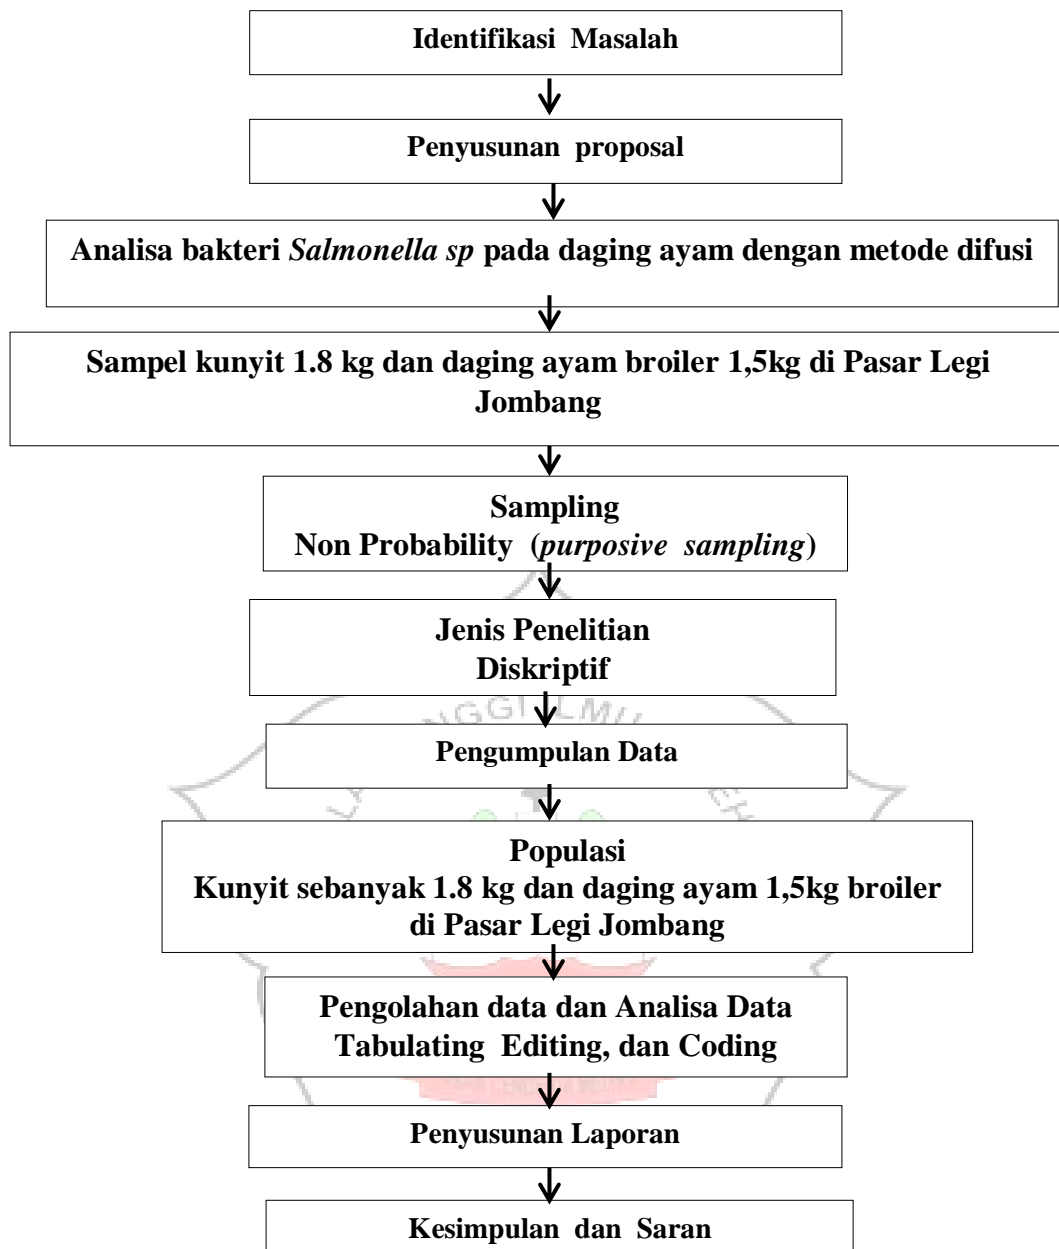 Identifikasi Masalah
Penyusunan proposal
Analisa bakteri Salmonella sp pada daging ayam dengan metode difusi
Sampel kunyit 1.8 kg dan daging ayam broiler 1,5kg di Pasar Legi
Jombang
Sampling
Non Probability (purposive sampling)
Jenis Penelitian
Diskriptif
Pengumpulan Data
Populasi
Kunyit sebanyak 1.8 kg dan daging ayam 1,5kg broiler
di Pasar Legi Jombang
Pengolahan data dan Analisa Data
Tabulating Editing, dan Coding
Penyusunan Laporan
Kesimpulan dan Saran